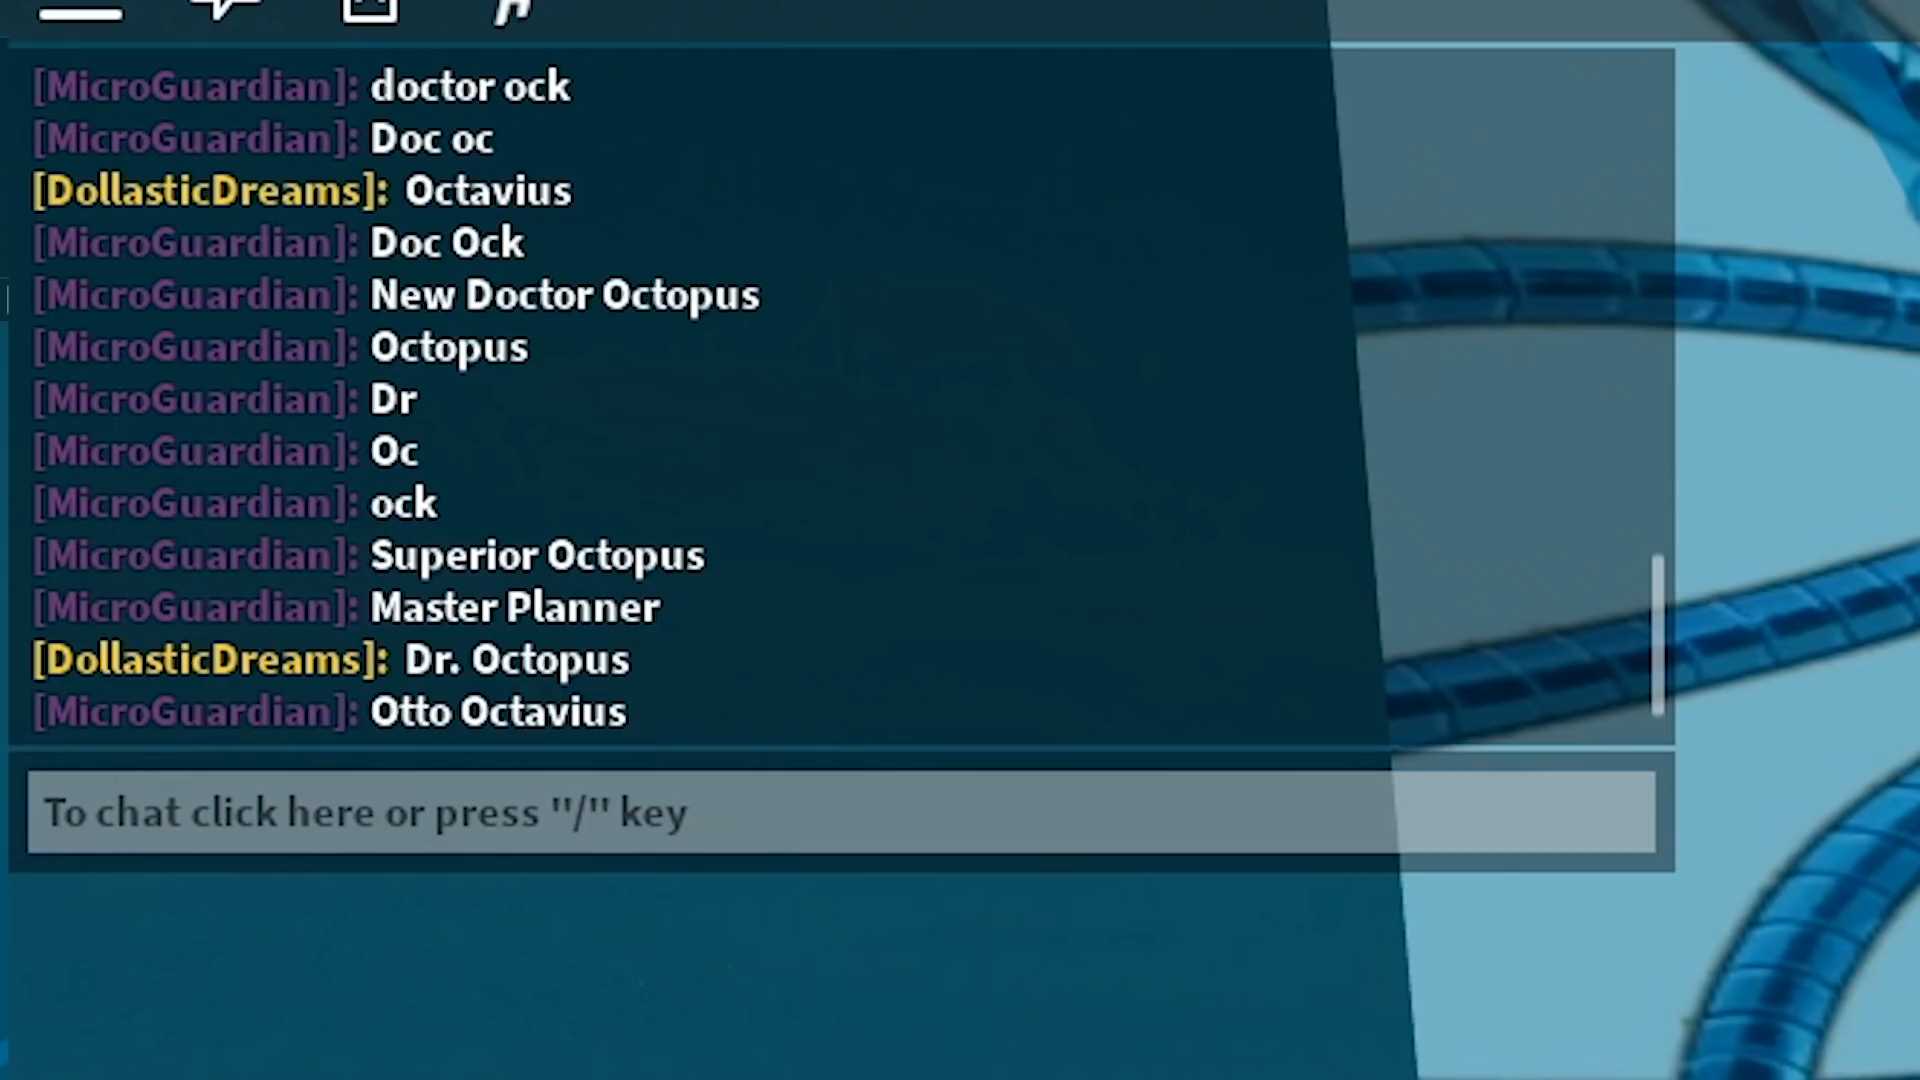 [MicroGuardian]: doctor ock
[MicroGuardian]: Doc oc
[DollasticDreams]: Octavius
[MicroGuardian]: Doc Ock
[MicroGuardian]: New Doctor Octopus
[MicroGuardian]: Octopus
[MicroGuardian]: Dr
[MicroGuardian]: Oc
[MicroGuardian]: ock
[MicroGuardian]: Superior Octopus
[MicroGuardian]: Master Planner
[DollasticDreams]: Dr. Octopus
[MicroGuardian]: Otto Octavius
To chat click here or press "/" key